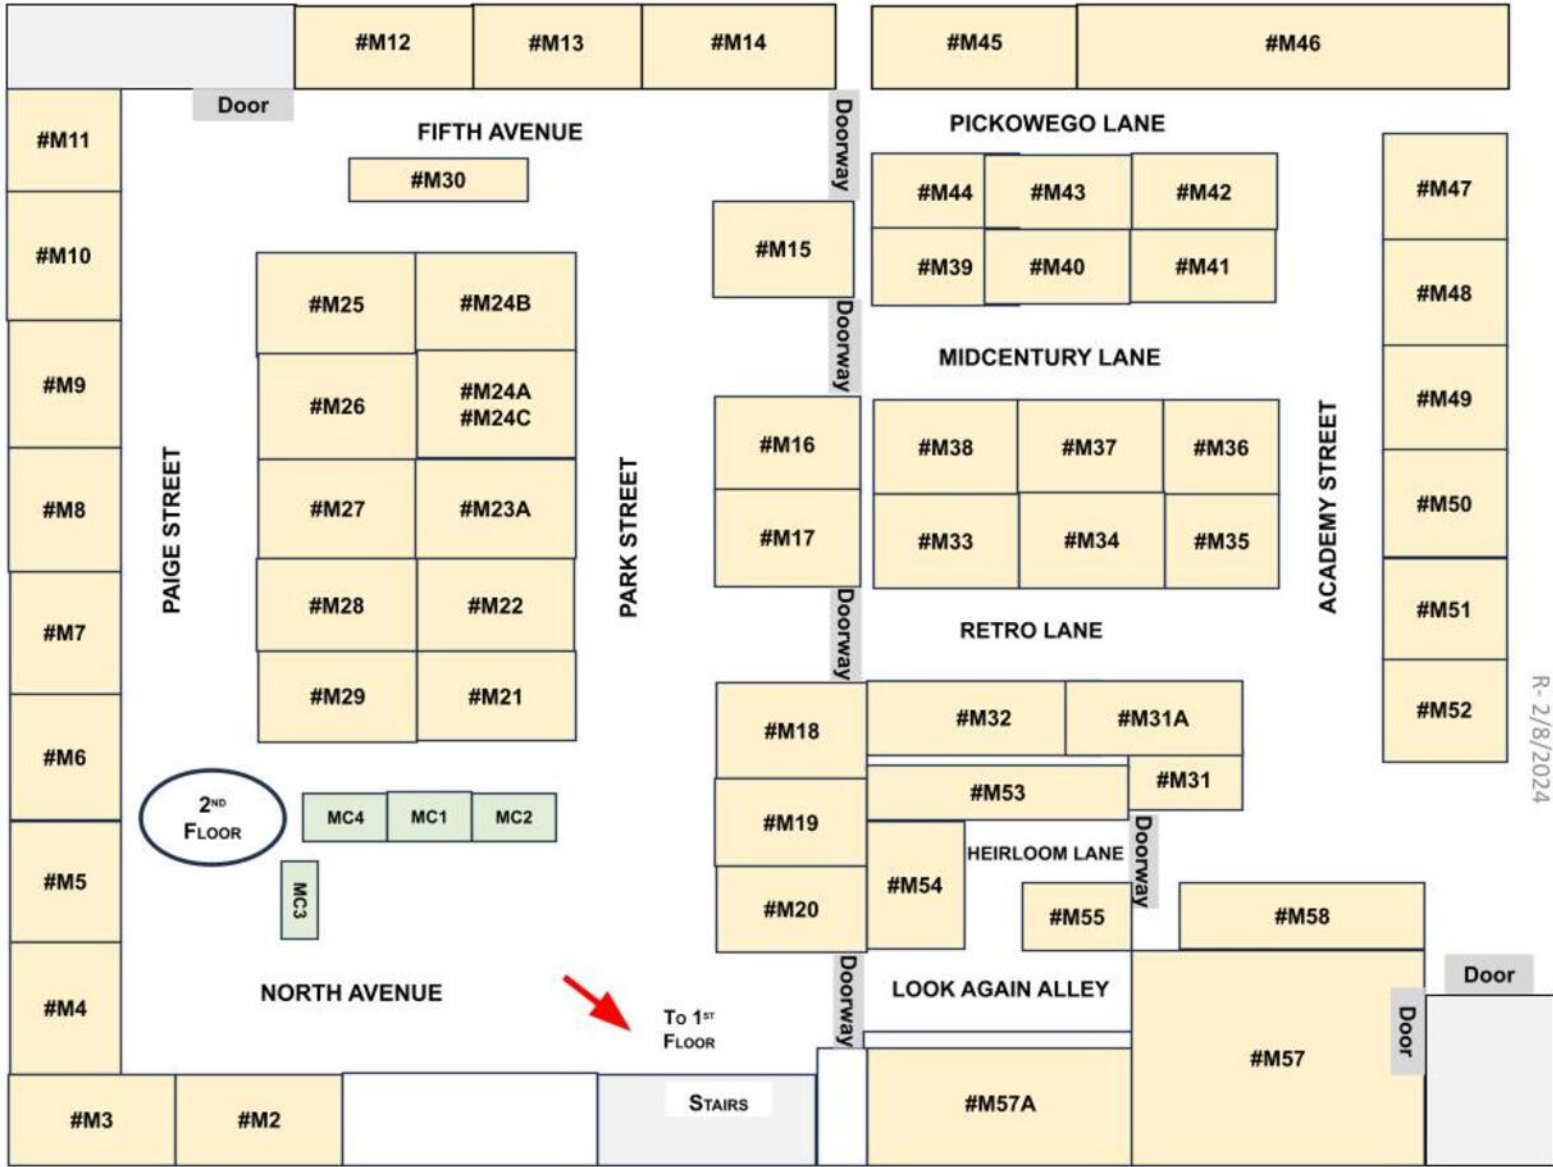 #M12
#M13
#M14
#M45
#M46
Door
#M11
FIFTH AVENUE
Doorway
PICKOWEGO LANE
#M30
#M44
#M43
#M42
#M47
#M10
#M15
#M39
#M40
#M41
#M25
#M24B
#M48
Doorway
MIDCENTURY LANE
#M9
#M26
#M24A
#M24C
#M49
#M16
#M38
#M37
#M36
PAIGE STREET
PARK STREET
ACADEMY STREET
#M8
#M27
#M23A
#M50
#M17
#M33
#M34
#M35
#M7
#M28
#M22
Doorway
RETRO LANE
#M51
#M29
#M21
#M18
#M32
#M31A
#M52
R- 2/8/2024
#M6
#M53
#M31
2ND
FLOOR
MC4
MC1
MC2
#M19
HEIRLOOM LANE
Doorway
#M5
MC3
#M20
#M54
#M55
#M58
NORTH AVENUE
Doorway
LOOK AGAIN ALLEY
Door
#M4
TO 1ST
FLOOR
Door
#M57
#M3
#M2
STAIRS
#M57A